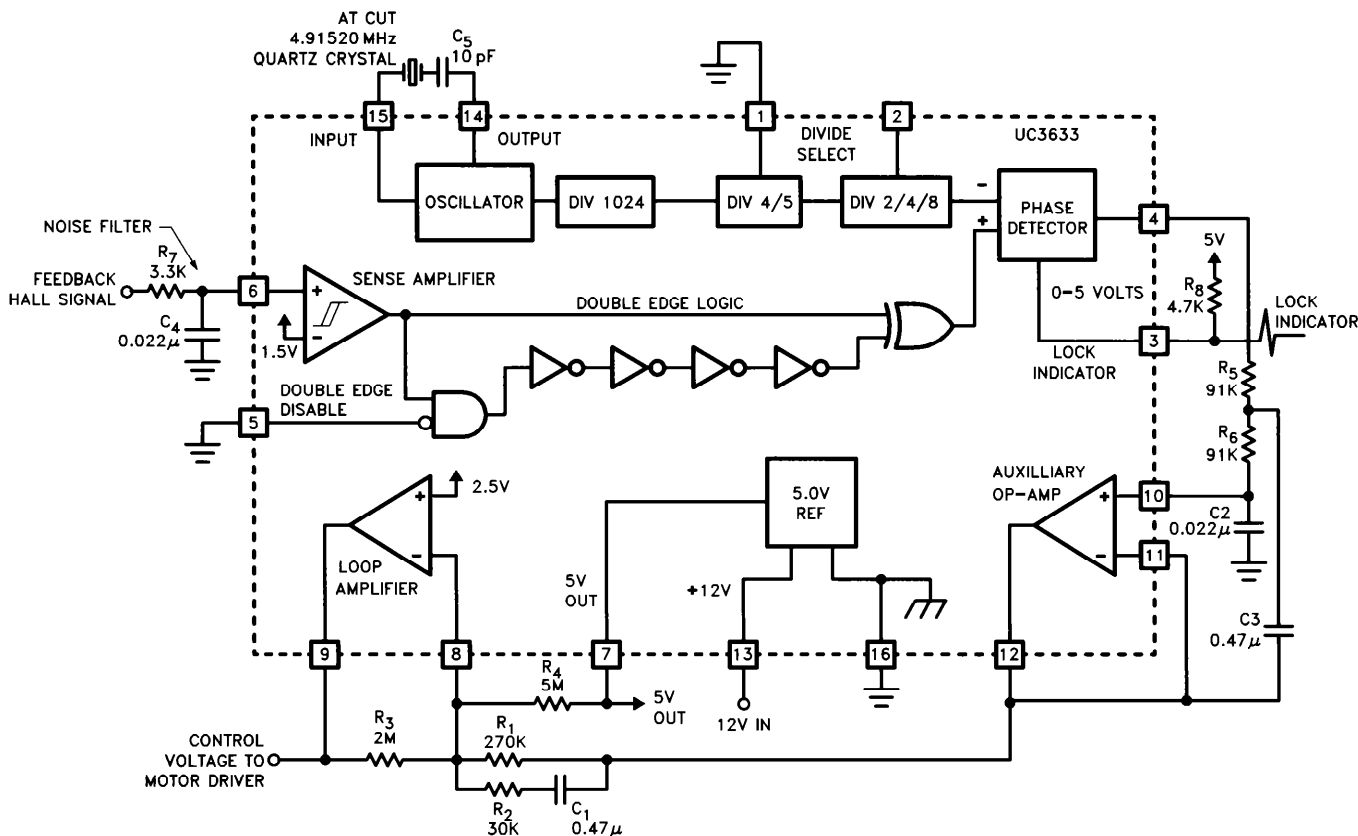 AT CUT
4.91520 MHz
QUARTZ CRYSTAL
C5
10 pF
15
14
1
2
INPUT
OUTPUT
DIVIDE
SELECT
UC3633
OSCILLATOR
DIV 1024
DIV 4/5
DIV 2/4/8
-
+
PHASE
DETECTOR
4
NOISE FILTER
R7
3.3K
FEEDBACK
HALL SIGNAL
6
C4
0.022μ
+
-
1.5V
SENSE AMPLIFIER
DOUBLE EDGE LOGIC
0-5 VOLTS
5V
R8
4.7K
LOCK
INDICATOR
3
LOCK
INDICATOR
DOUBLE EDGE
DISABLE
5
R5
91K
R6
91K
2.5V
+
-
LOOP
AMPLIFIER
5.0V
REF
AUXILLIARY
OP-AMP
+
-
10
11
C2
0.022μ
5V
OUT
+12V
C3
0.47μ
9
8
7
13
16
12
R4
5M
5V
OUT
12V IN
CONTROL
VOLTAGE TO
MOTOR DRIVER
R3
2M
R1
270K
R2
30K
C1
0.47μ